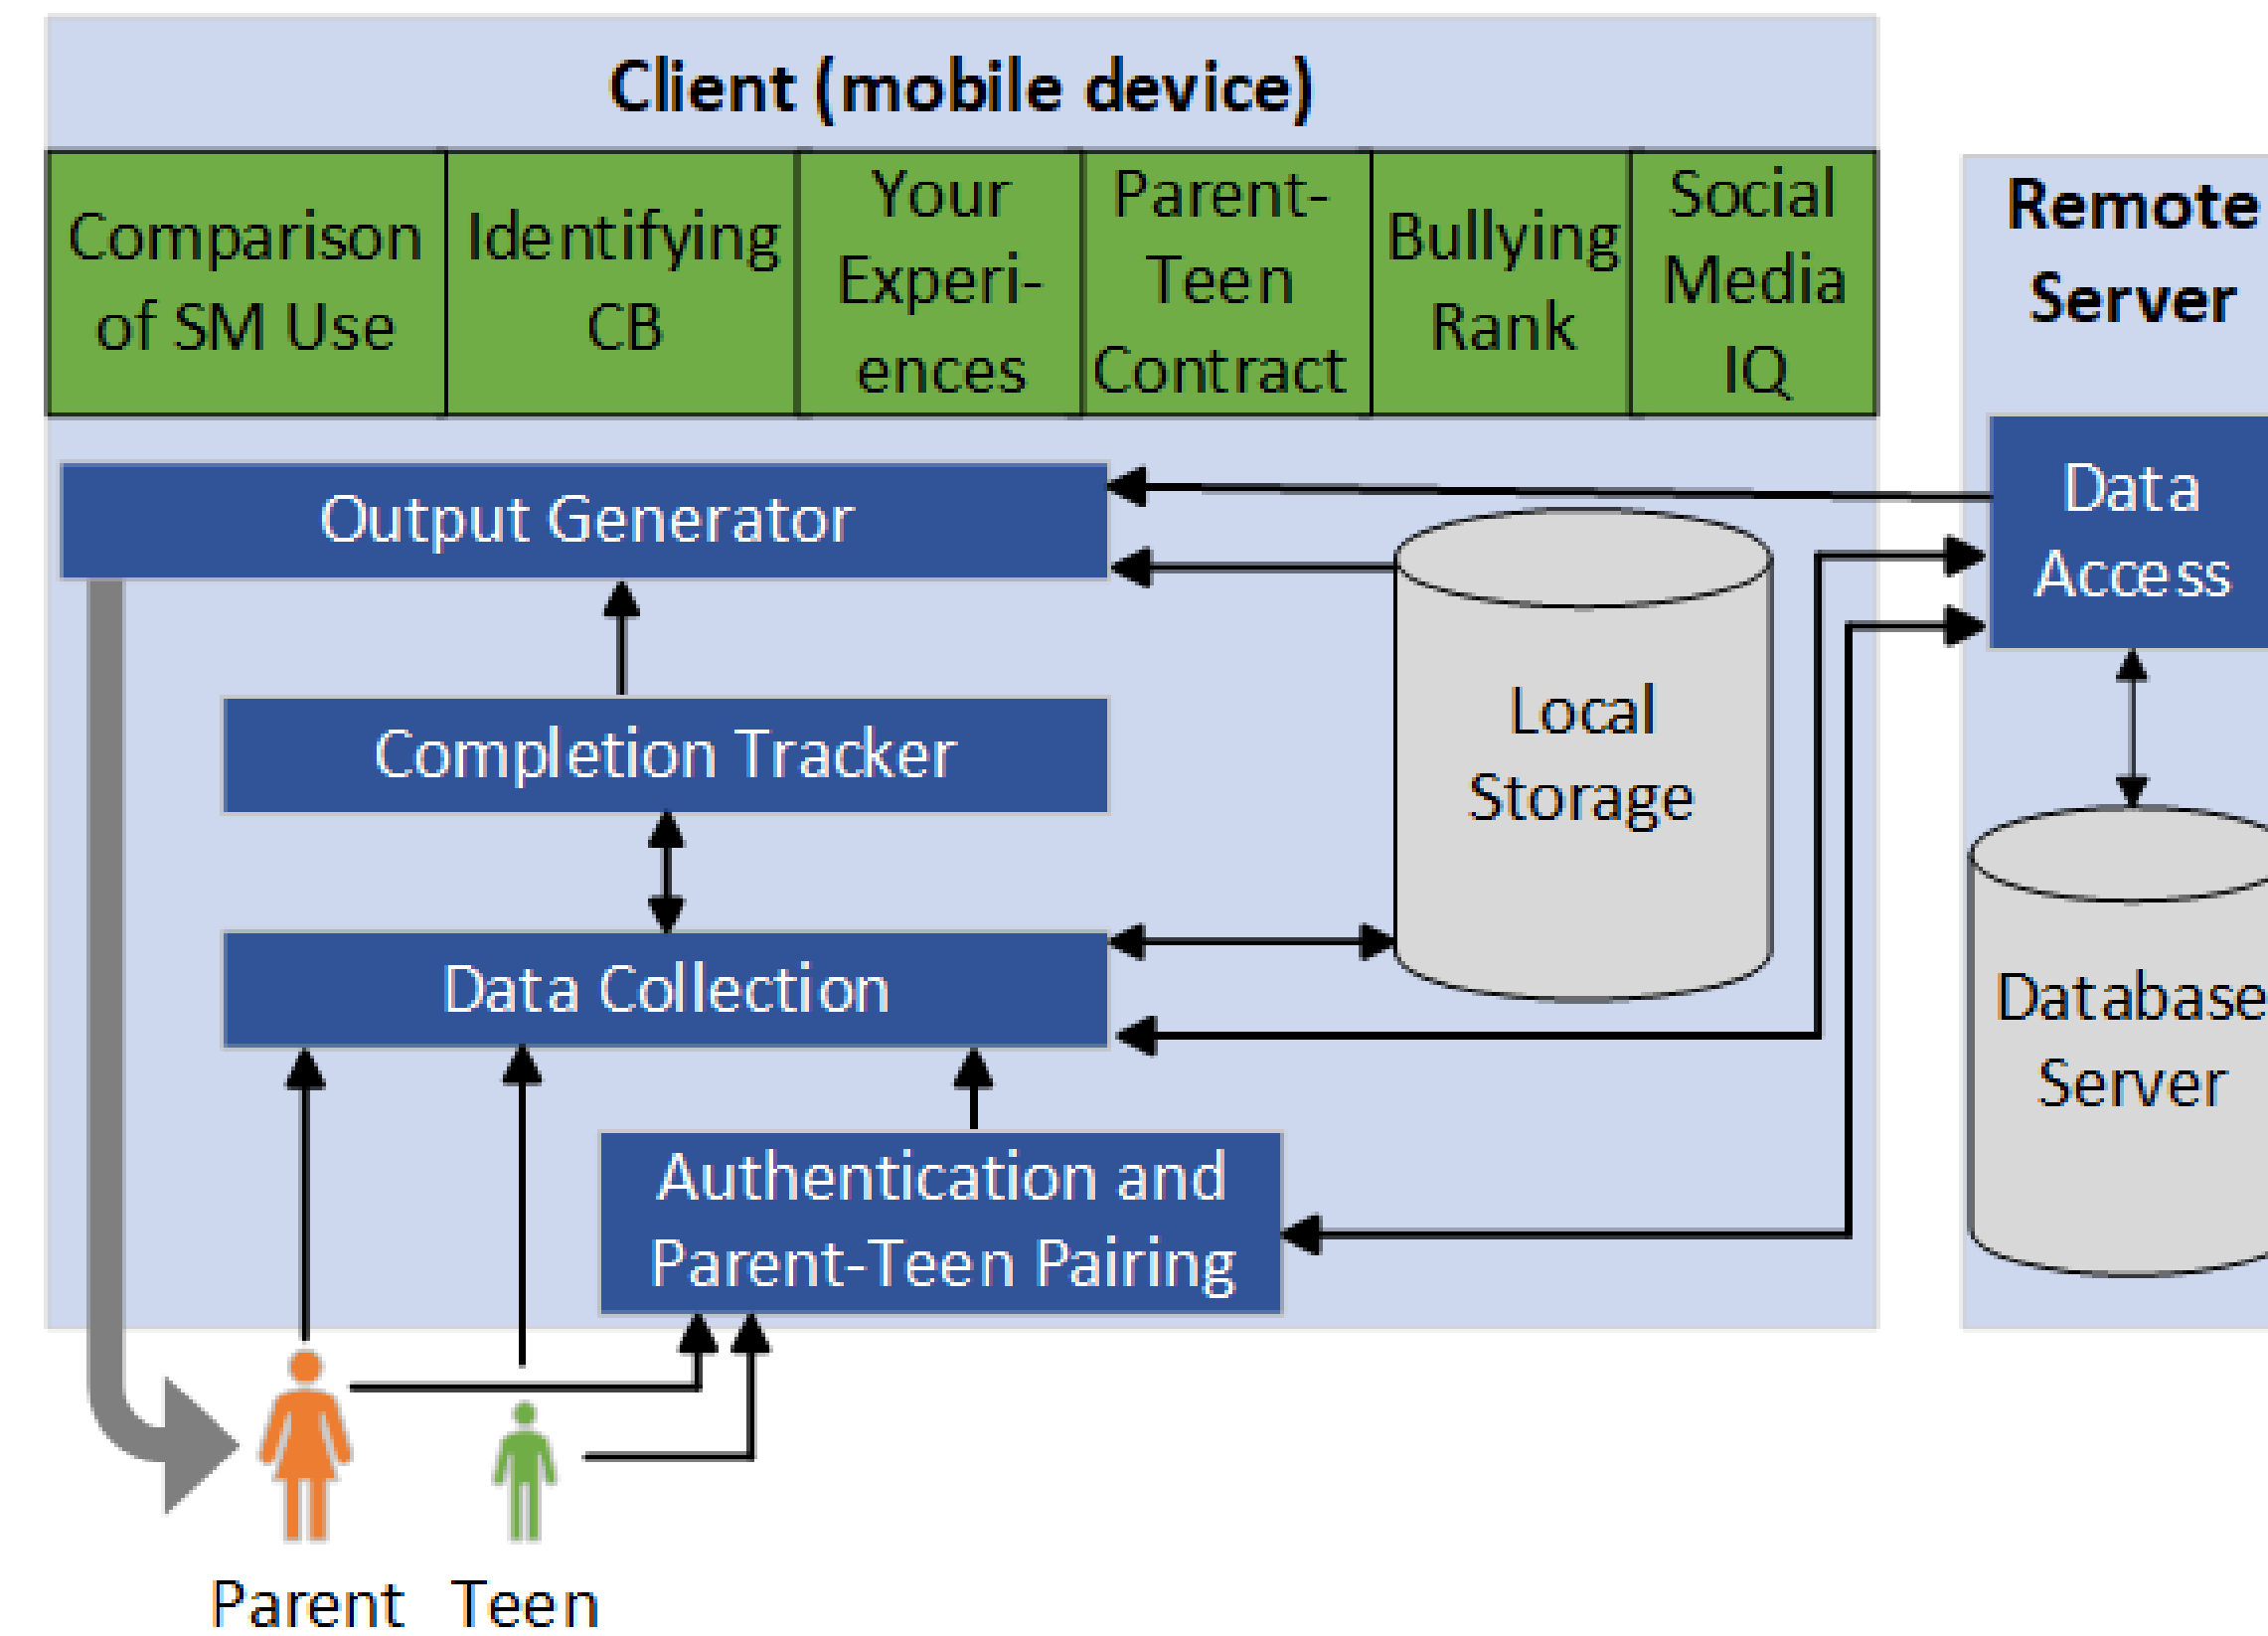 Client (mobile device)
Comparison
of SM Use
Identifying
CB
Your
Experi-
ences
Parent-
Teen
Contract
Bullying
Rank
Social
Media
IQ
Remote
Server
Output Generator
Data
Access
Completion Tracker
Local
Storage
Data Collection
Database
Server
Authentication and
Parent-Teen Pairing
Parent
Teen